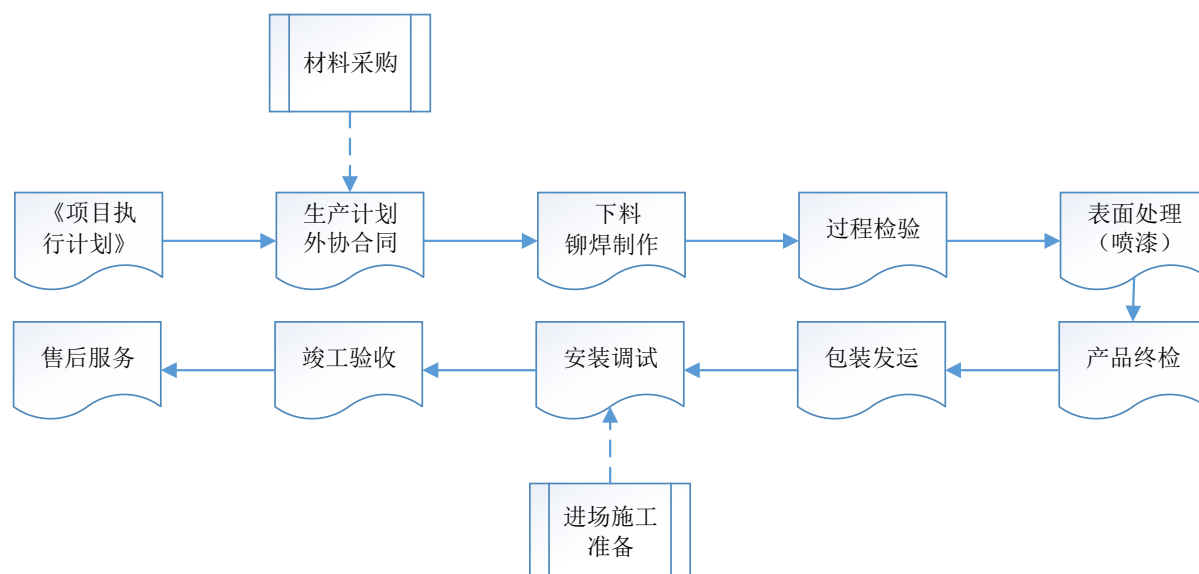 材料采购
《项目执
行计划》
生产计划
外协合同
下料
铆焊制作
过程检验
表面处理
（喷漆）
售后服务
竣工验收
安装调试
包装发运
产品终检
进场施工
准备